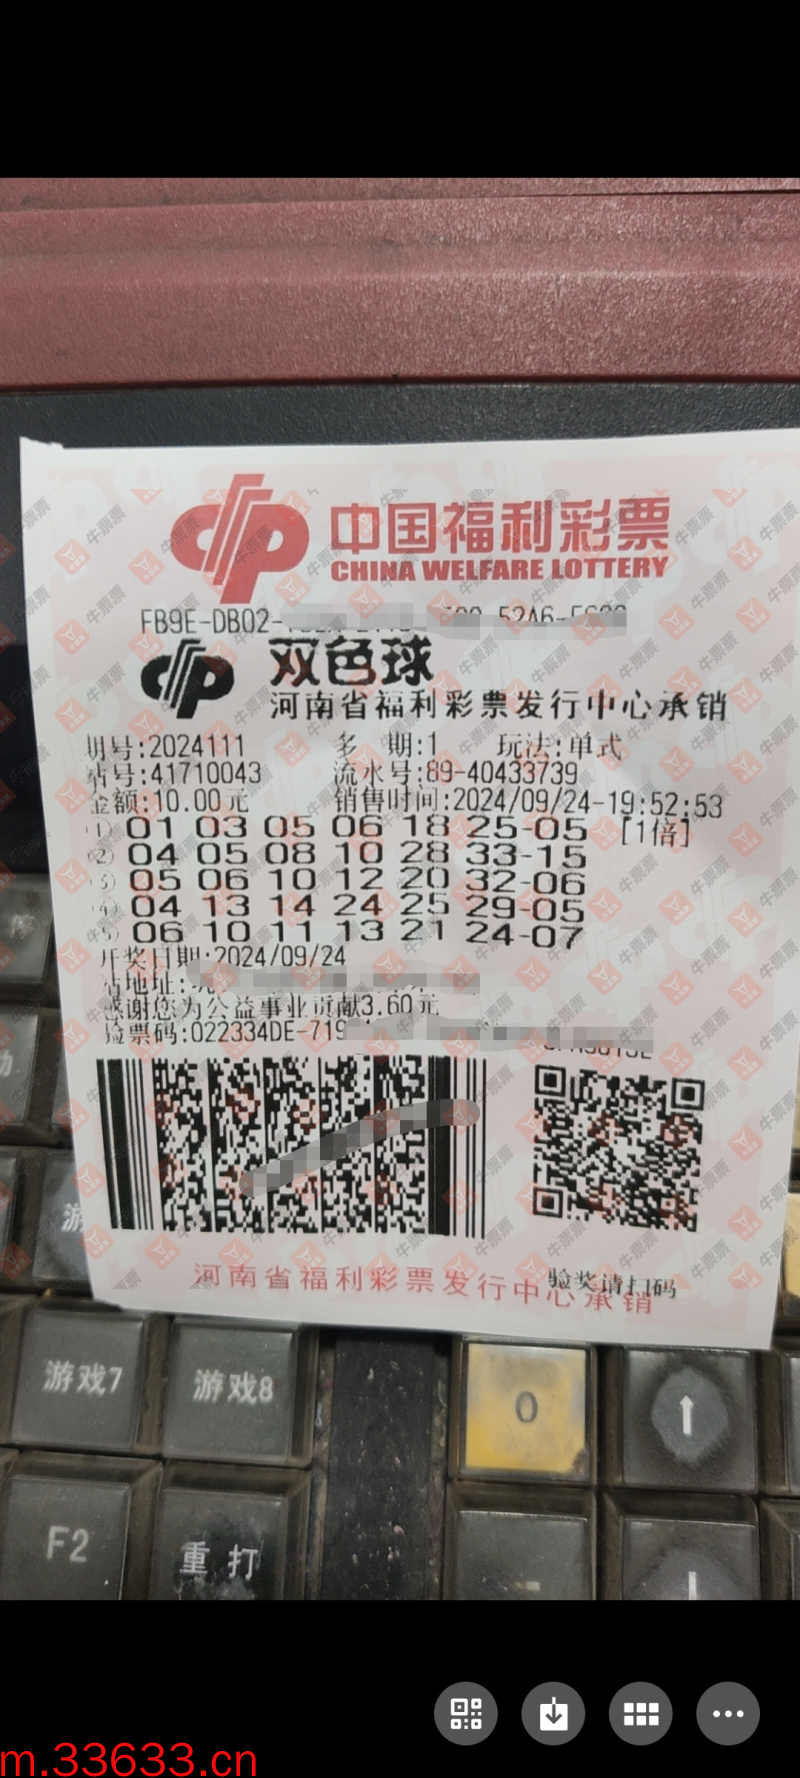 中国福利彩票
CHINA WELFARE LOTTERY
FB9E-DB02- 52A6-
双色球
河南省福利彩票发行中心承销
期号:2024111 多 期:1 玩法:单式
站号:41710043 流水号:89-40433739
金额:10.00元 销售时间:2024/09/24-19:52:53
① 01 03 05 06 18 25-05 [1倍]
② 04 05 08 10 28 33-15
③ 05 06 10 12 20 32-06
④ 04 13 14 24 25 29-05
⑤ 06 10 11 13 21 24-07
开奖日期:2024/09/24
站地址:
感谢您为公益事业贡献3.60元
验票码:022334DE-719
验奖请扫码
河南省福利彩票发行中心承销
牛票票
游戏7
游戏8
0
↑
F2
重打
m.33633.cn